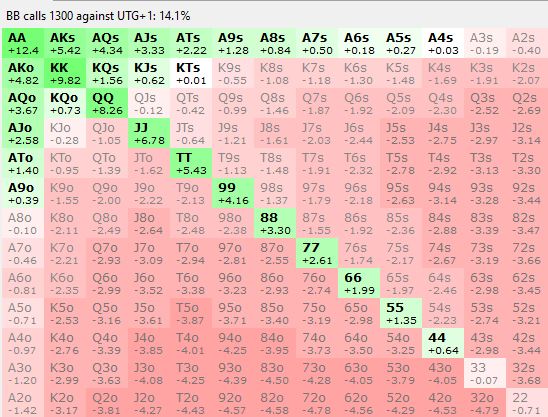 BB calls 1300 against UTG+1: 14.1%
AA AKs AQs AJs ATs A9s A8s A7s A6s A5s A4s A3s A2s
+12.4 +5.42 +4.34 +3.33 +2.22 +1.28 +0.84 +0.50 +0.18 +0.27 +0.03 -0.19 -0.40
AKo KK KQs KJs KTs K9s K8s K7s K6s K5s K4s K3s K2s
+4.82 +9.82 +1.56 +0.62 +0.01 -0.55 -1.08 -1.18 -1.30 -1.48 -1.69 -1.91 -2.07
AQo KQo QQ QJs QTs Q9s Q8s Q7s Q6s Q5s Q4s Q3s Q2s
+3.67 +0.73 +8.26 -0.12 -0.42 -0.99 -1.46 -1.87 -1.92 -2.09 -2.30 -2.52 -2.69
AJo KJo QJo JJ JTs J9s J8s J7s J6s J5s J4s J3s J2s
+2.58 -0.28 -1.05 +6.78 -0.64 -1.21 -1.61 -2.03 -2.44 -2.53 -2.75 -2.97 -3.14
ATo KTo QTo JTo TT T9s T8s T7s T6s T5s T4s T3s T2s
+1.40 -0.95 -1.39 -1.62 +5.43 -1.13 -1.48 -1.91 -2.32 -2.78 -2.92 -3.13 -3.30
A9o K9o Q9o J9o T9o 99 98s 97s 96s 95s 94s 93s 92s
+0.39 -1.55 -2.00 -2.22 -2.13 +4.16 -1.37 -1.79 -2.18 -2.63 -3.14 -3.28 -3.44
A8o K8o Q8o J8o T8o 98o 88 87s 86s 85s 84s 83s 82s
-0.10 -2.11 -2.49 -2.64 -2.48 -2.38 +3.30 -1.55 -1.92 -2.36 -2.88 -3.39 -3.47
A7o K7o Q7o J7o T7o 97o 87o 77 76s 75s 74s 73s 72s
-0.46 -2.21 -2.93 -3.09 -2.94 -2.81 -2.55 +2.61 -1.74 -2.17 -2.67 -3.19 -3.66
A6o K6o Q6o J6o T6o 96o 86o 76o 66 65s 64s 63s 62s
-0.81 -2.35 -2.99 -3.52 -3.38 -3.23 -2.93 -2.74 +1.99 -1.97 -2.46 -2.98 -3.45
A5o K5o Q5o J5o T5o 95o 85o 75o 65o 55 54s 53s 52s
-0.71 -2.53 -3.16 -3.61 -3.87 -3.71 -3.40 -3.19 -2.98 +1.35 -2.23 -2.74 -3.21
A4o K4o Q4o J4o T4o 94o 84o 74o 64o 54o 44 43s 42s
-0.97 -2.76 -3.39 -3.85 -4.01 -4.25 -3.95 -3.73 -3.50 -3.25 +0.64 -2.98 -3.44
A3o K3o Q3o J3o T3o 93o 83o 73o 63o 53o 43o 33 32s
-1.20 -2.99 -3.63 -4.08 -4.25 -4.39 -4.50 -4.28 -4.05 -3.79 -4.05 -0.07 -3.68
A2o K2o Q2o J2o T2o 92o 82o 72o 62o 52o 42o 32o 22
-1.42 -3.17 -3.81 -4.27 -4.43 -4.57 -4.58 -4.78 -4.56 -4.29 -4.53 -4.79 -0.71